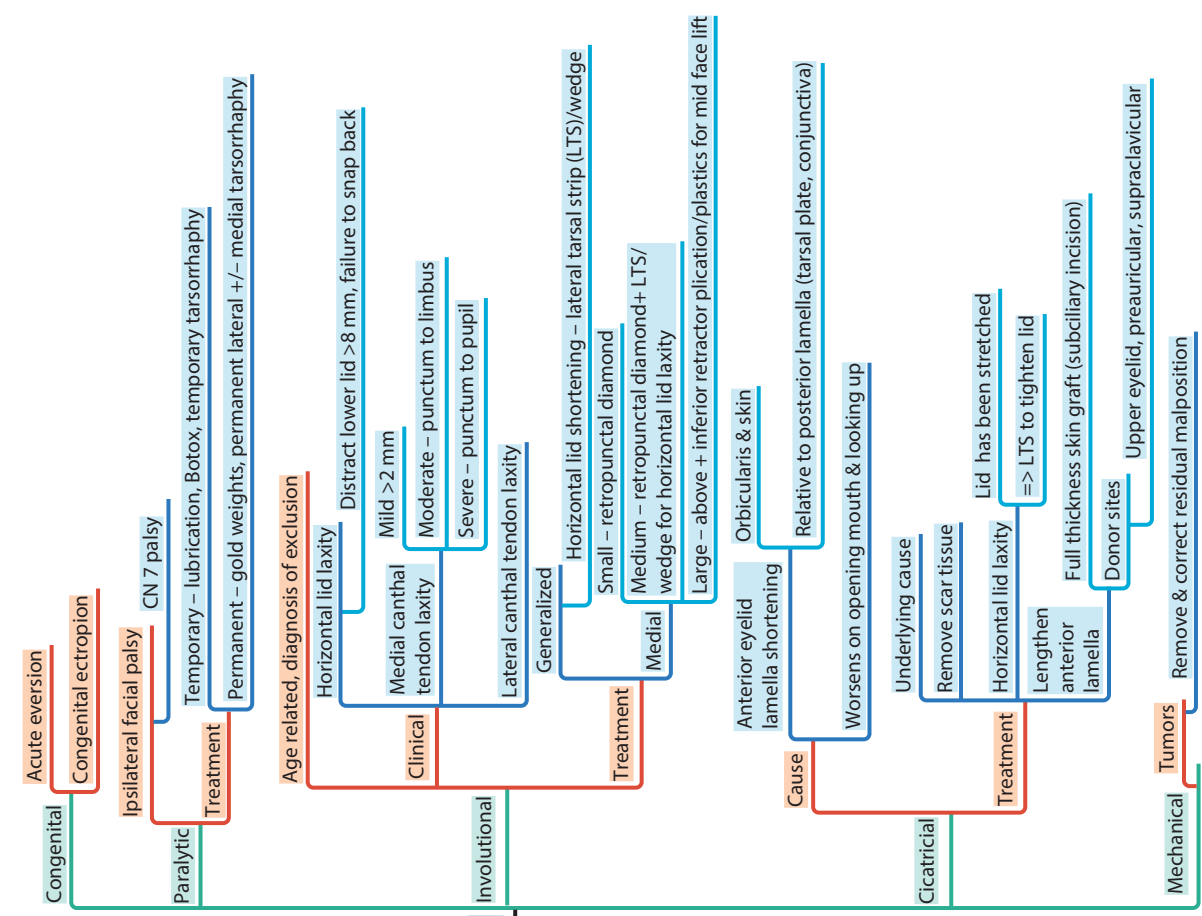 Congenital
Acute eversion
Congenital ectropion
Paralytic
Ipsilateral facial palsy
CN 7 palsy
Treatment
Temporary – lubrication, Botox, temporary tarsorrhaphy
Permanent – gold weights, permanent lateral +/– medial tarsorrhaphy
Involutional
Age related, diagnosis of exclusion
Clinical
Horizontal lid laxity
Distract lower lid >8 mm, failure to snap back
Medial canthal
tendon laxity
Mild >2 mm
Moderate – punctum to limbus
Severe – punctum to pupil
Lateral canthal tendon laxity
Treatment
Generalized
Horizontal lid shortening – lateral tarsal strip (LTS)/wedge
Medial
Small – retropunctal diamond
Medium – retropunctal diamond+ LTS/
wedge for horizontal lid laxity
Large – above + inferior retractor plication/plastics for mid face lift
Cicatricial
Cause
Anterior eyelid
lamella shortening
Orbicularis & skin
Relative to posterior lamella (tarsal plate, conjunctiva)
Worsens on opening mouth & looking up
Treatment
Underlying cause
Remove scar tissue
Horizontal lid laxity
Lid has been stretched
=> LTS to tighten lid
Lengthen
anterior
lamella
Full thickness skin graft (subciliary incision)
Donor sites
Upper eyelid, preauricular, supraclavicular
Mechanical
Tumors
Remove & correct residual malposition